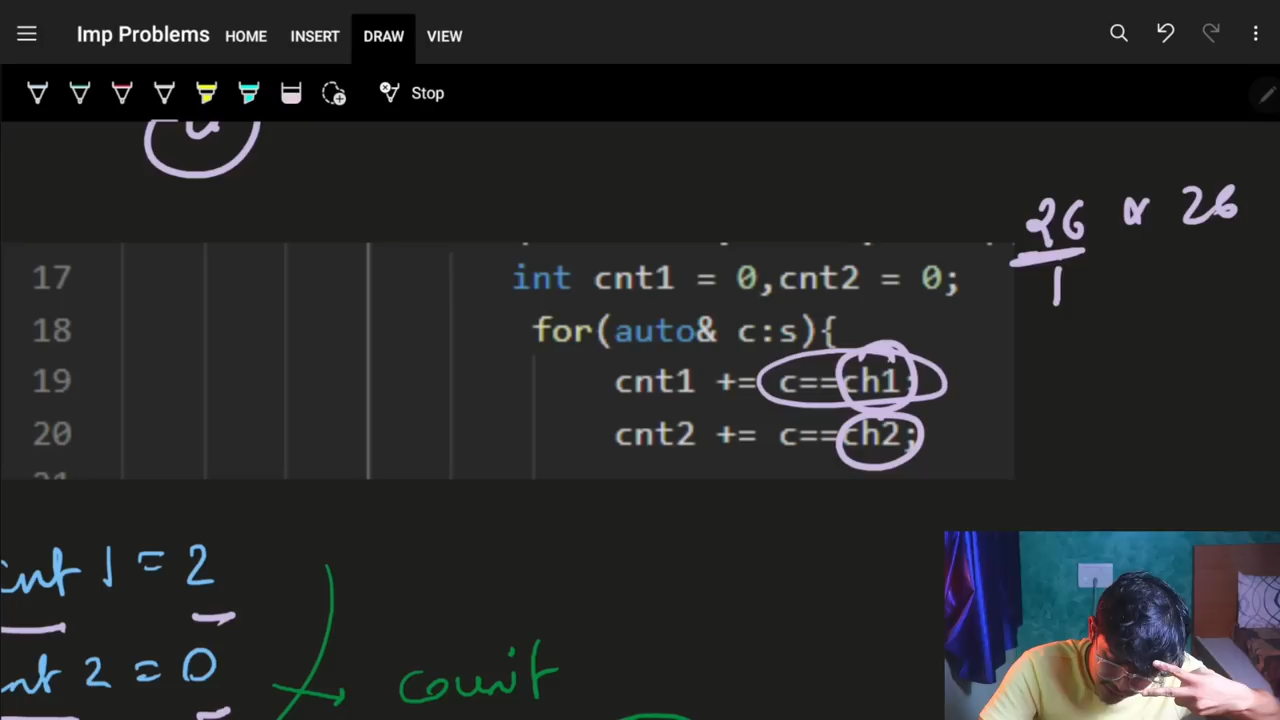 Imp Problems HOME INSERT DRAW VIEW
Stop
26 * 26
1
17 int cnt1 = 0,cnt2 = 0;
18 for(auto& c:s){
19 cnt1 += c==ch1;
20 cnt2 += c==ch2;
cnt 1 = 2
nt 2 = 0
count